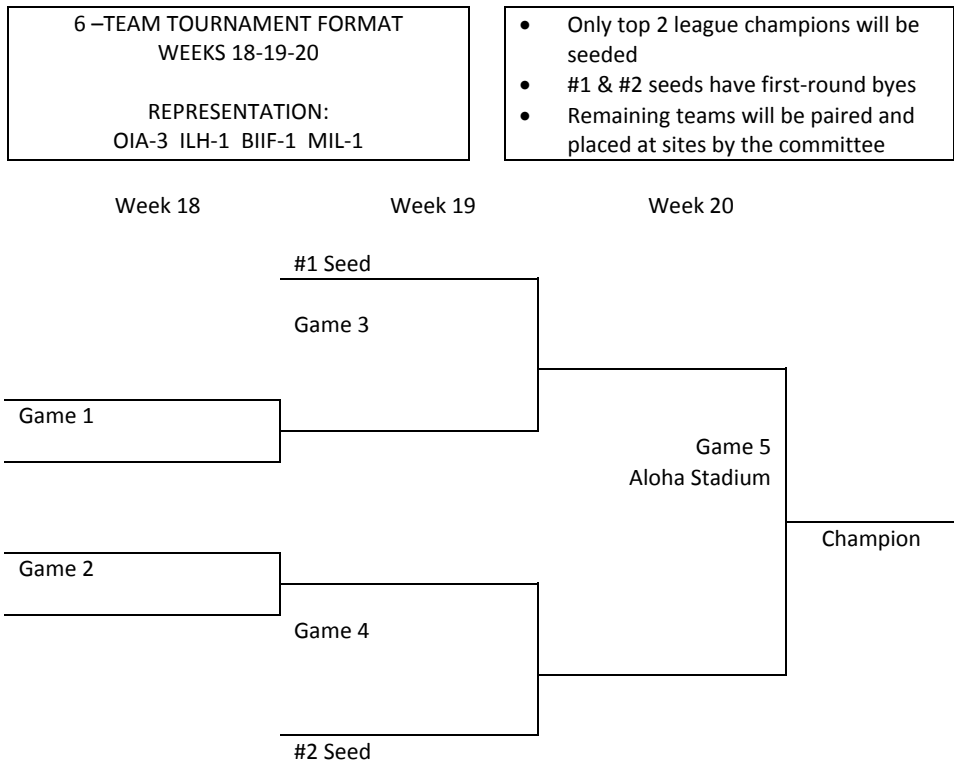 6 –TEAM TOURNAMENT FORMAT
WEEKS 18-19-20
REPRESENTATION:
OIA-3 ILH-1 BIIF-1 MIL-1
• Only top 2 league champions will be
seeded
• #1 & #2 seeds have first-round byes
• Remaining teams will be paired and
placed at sites by the committee
Week 18
Week 19
Week 20
#1 Seed
Game 3
Game 1
Game 5
Aloha Stadium
Champion
Game 2
Game 4
#2 Seed